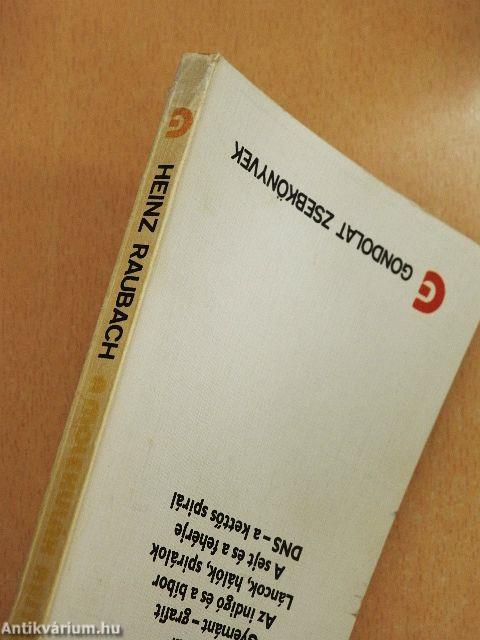 HEINZ RAUBACH
G GONDOLAT ZSEBKÖNYVEK
Gyémánt – grafit
Az indigó és a bíbor
Láncok, hálók, spirálok
A sejt és a fehérje
DNS – a kettős spirál
Antikvárium.hu